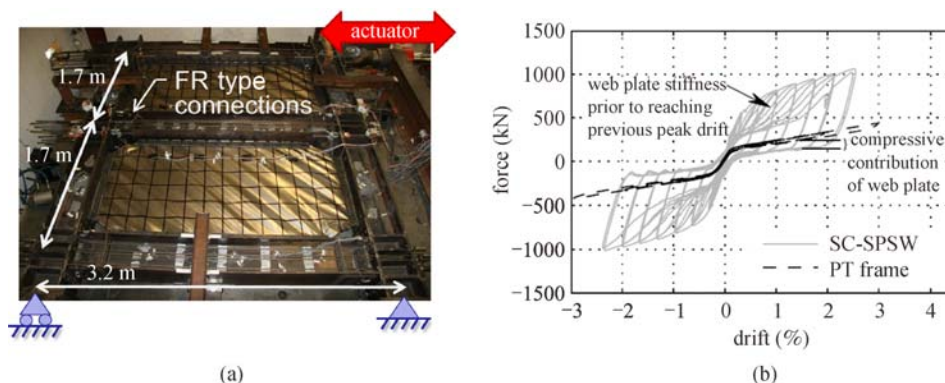 actuator
1.7 m
FR type
connections
1.7 m
3.2 m
(a)
1500
1000
500
0
−500
−1000
−1500
force (kN)
web plate stiffness
prior to reaching
previous peak drift
compressive
contribution
of web plate
SC-SPSW
PT frame
−3
−2
−1
0
1
2
3
4
drift (%)
(b)